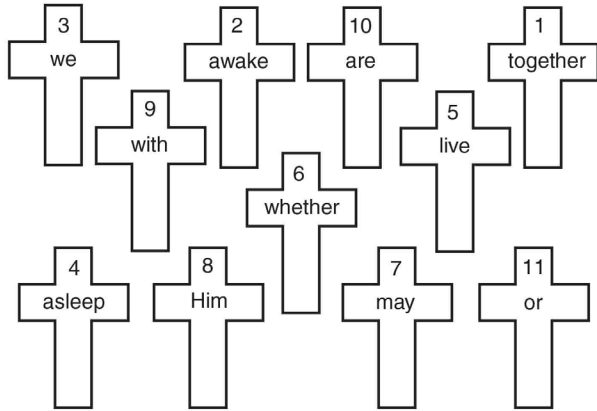 3
we
2
awake
10
are
1
together
9
with
5
live
6
whether
4
asleep
8
Him
7
may
11
or